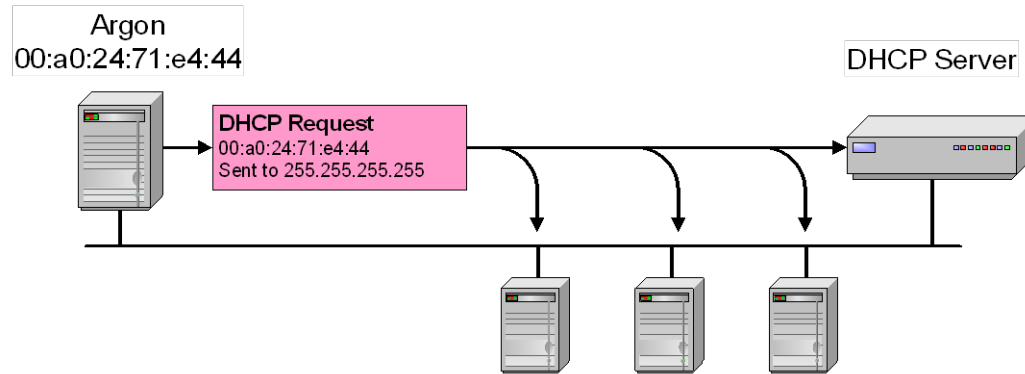 Argon
00:a0:24:71:e4:44
DHCP Server
DHCP Request
00:a0:24:71:e4:44
Sent to 255.255.255.255